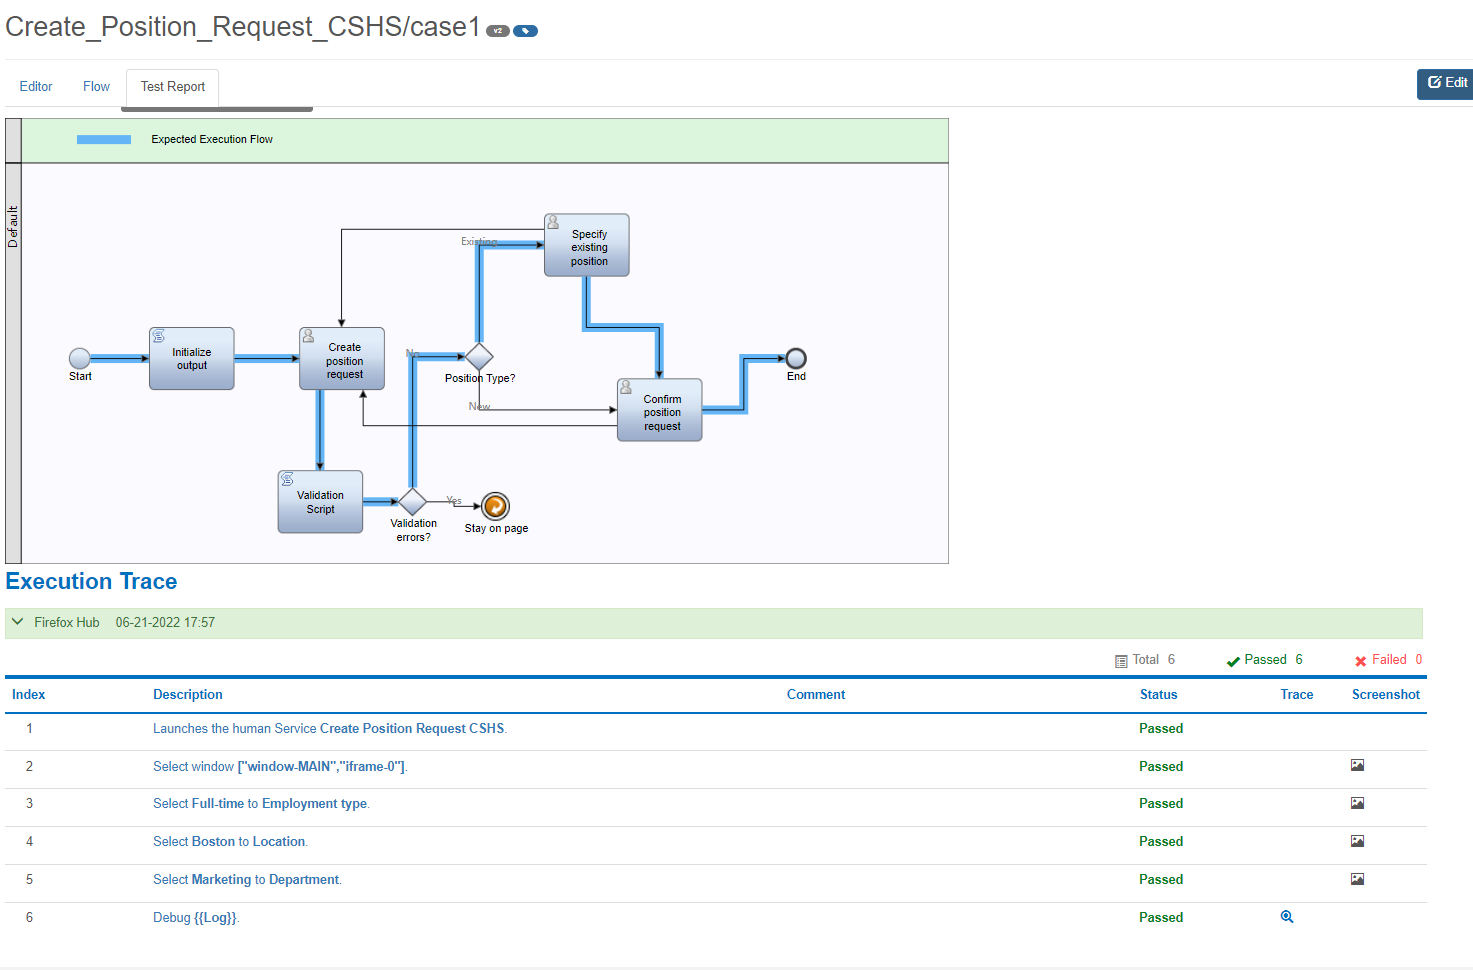 Create_Position_Request_CSHS/case1 v2
Editor Flow Test Report Edit
Expected Execution Flow
Default
Existing
Specify
existing
position
Start
Initialize
output
Create
position
request
No
Position Type?
New
Confirm
position
request
End
Validation
Script
Validation
errors?
Yes
Stay on page
Execution Trace
Firefox Hub 06-21-2022 17:57
Total 6 Passed 6 Failed 0
Index Description Comment Status Trace Screenshot
1 Launches the human Service Create Position Request CSHS. Passed
2 Select window ["window-MAIN","iframe-0"]. Passed
3 Select Full-time to Employment type. Passed
4 Select Boston to Location. Passed
5 Select Marketing to Department. Passed
6 Debug {{Log}}. Passed